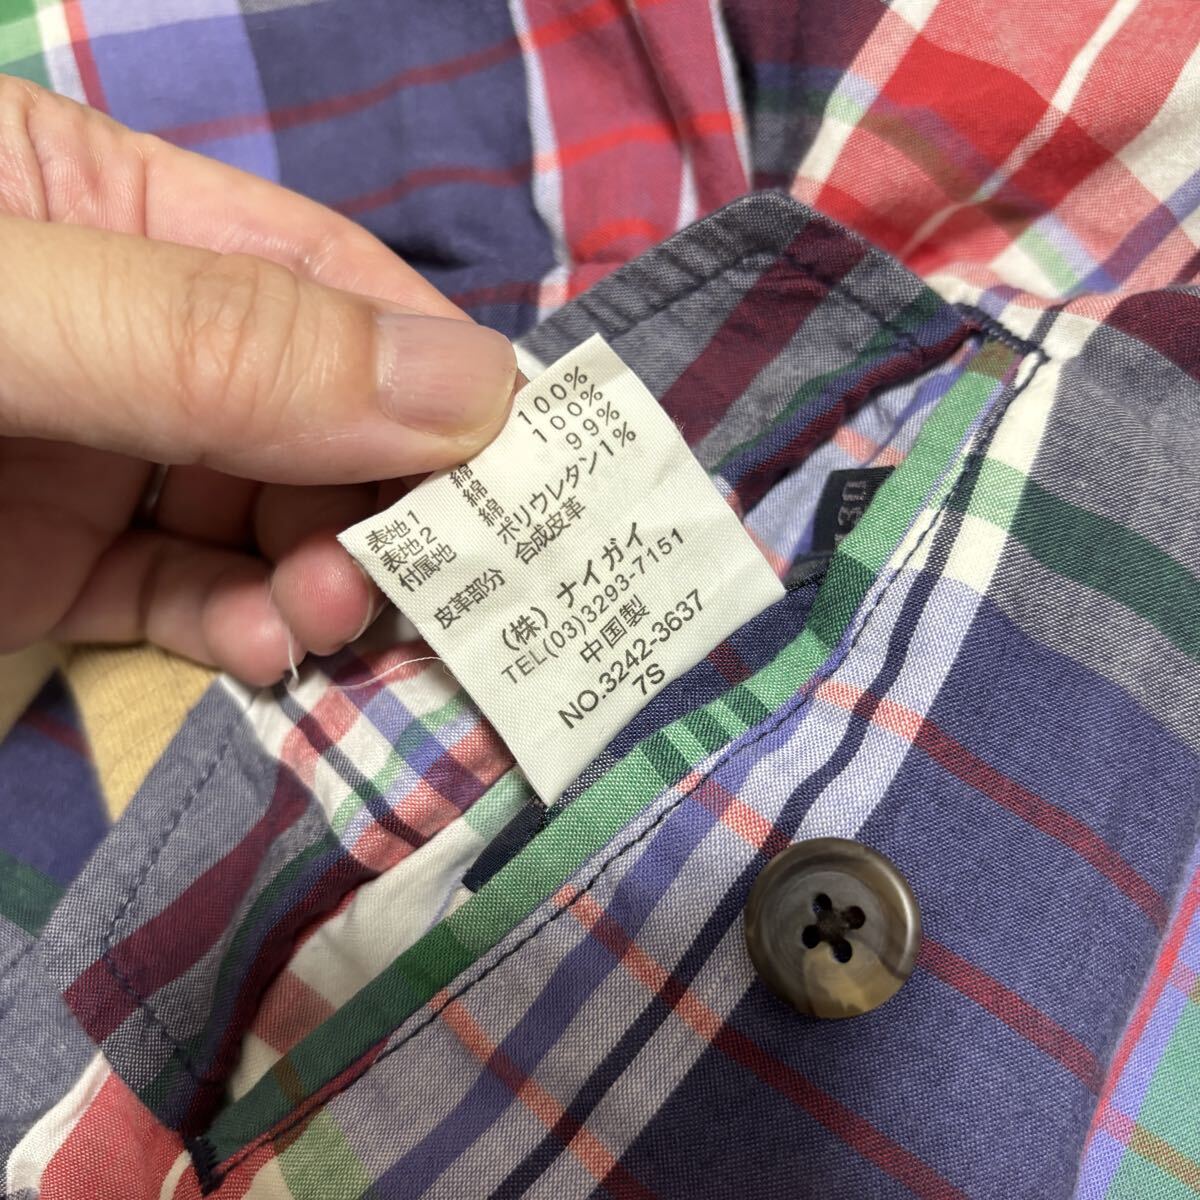 表地1 綿 100%
表地2 綿 100%
付属地 綿 99%
ポリウレタン1%
皮革部分 合成皮革
(株) ナイガイ
TEL(03)3293-7151
中国製
NO.3242-3637
7S